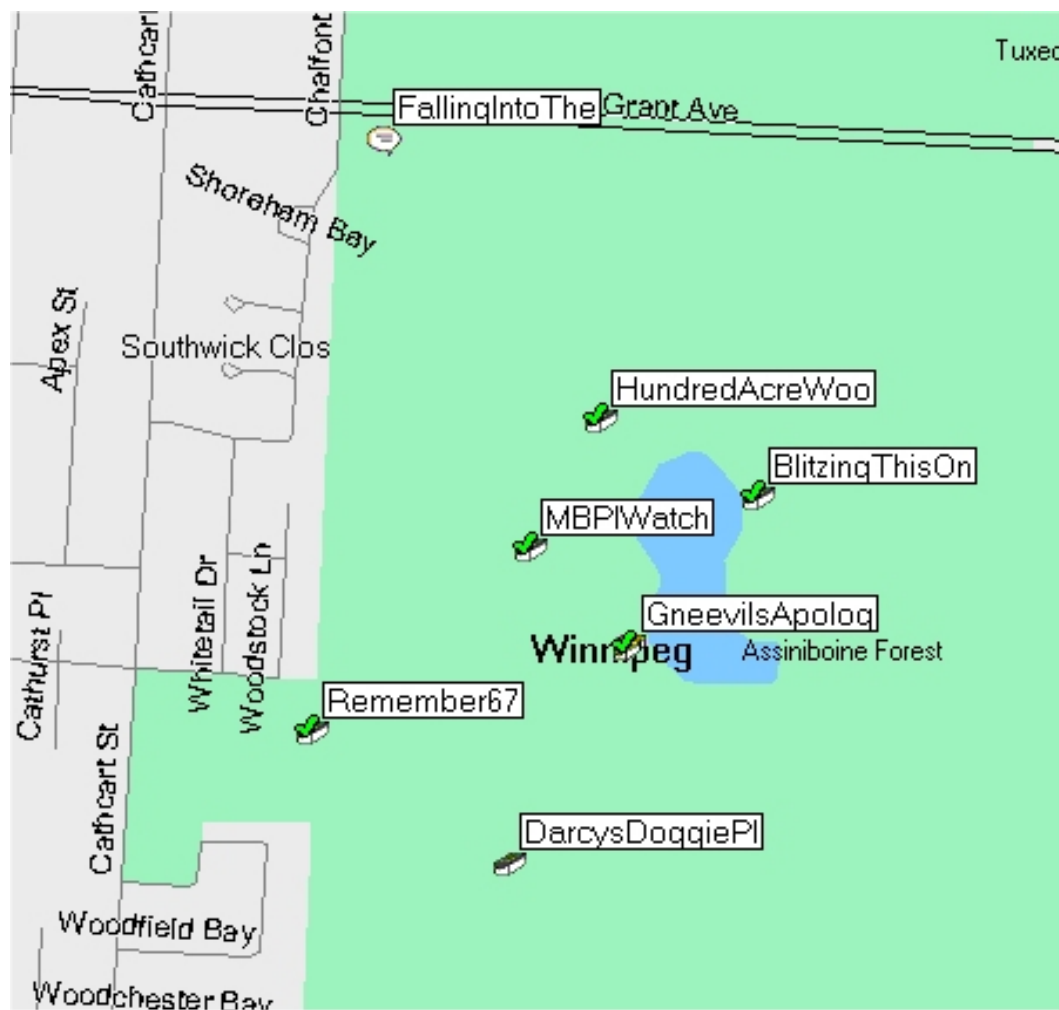 Cathcart
Chalfont
Tuxed
FallingIntoThe
Grant Ave
Shoreham Bay
Apex St
Southwick Clos
HundredAcreWoo
BlitzingThisOn
MBPIWatch
Whitetail Dr
Woodstock Ln
Cathurst Pl
GneevilsApolog
Winnipeg
Assiniboine Forest
Remember67
Cathcart St
DarcysDoggiePl
Woodfield Bay
Woodchester Bay